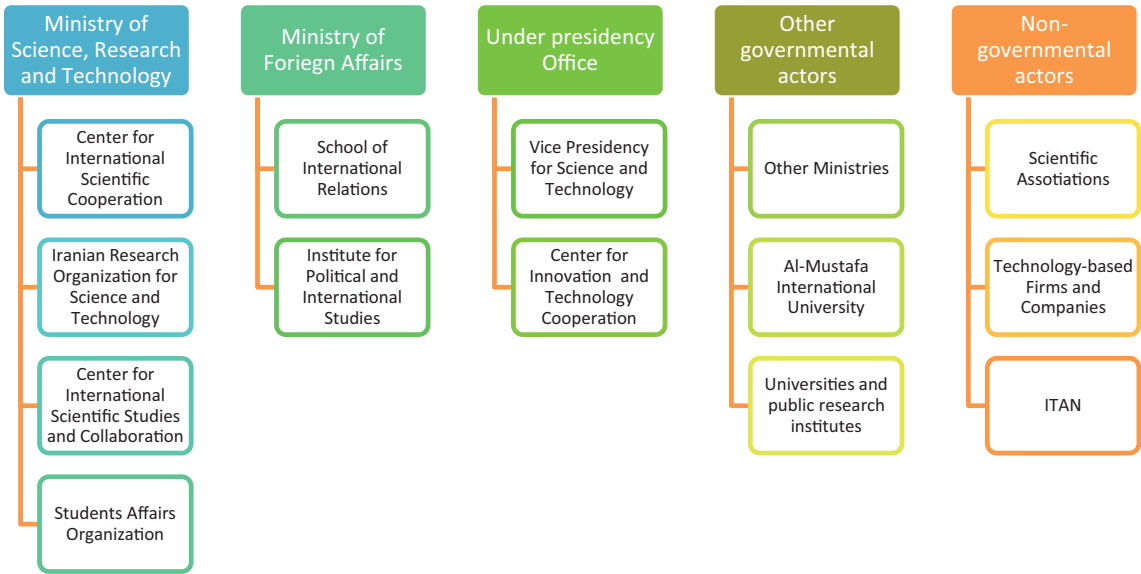 Ministry of
Science, Research
and Technology
Center for
International
Scientific
Cooperation
Iranian Research
Organization for
Science and
Technology
Center for
International
Scientific Studies
and Collaboration
Students Affairs
Organization
Ministry of
Foriegn Affairs
School of
International
Relations
Institute for
Political and
International
Studies
Under presidency
Office
Vice Presidency
for Science and
Technology
Center for
Innovation and
Technology
Cooperation
Other
governmental
actors
Other Ministries
Al-Mustafa
International
University
Universities and
public research
institutes
Non-
governmental
actors
Scientific
Assotiations
Technology-based
Firms and
Companies
ITAN